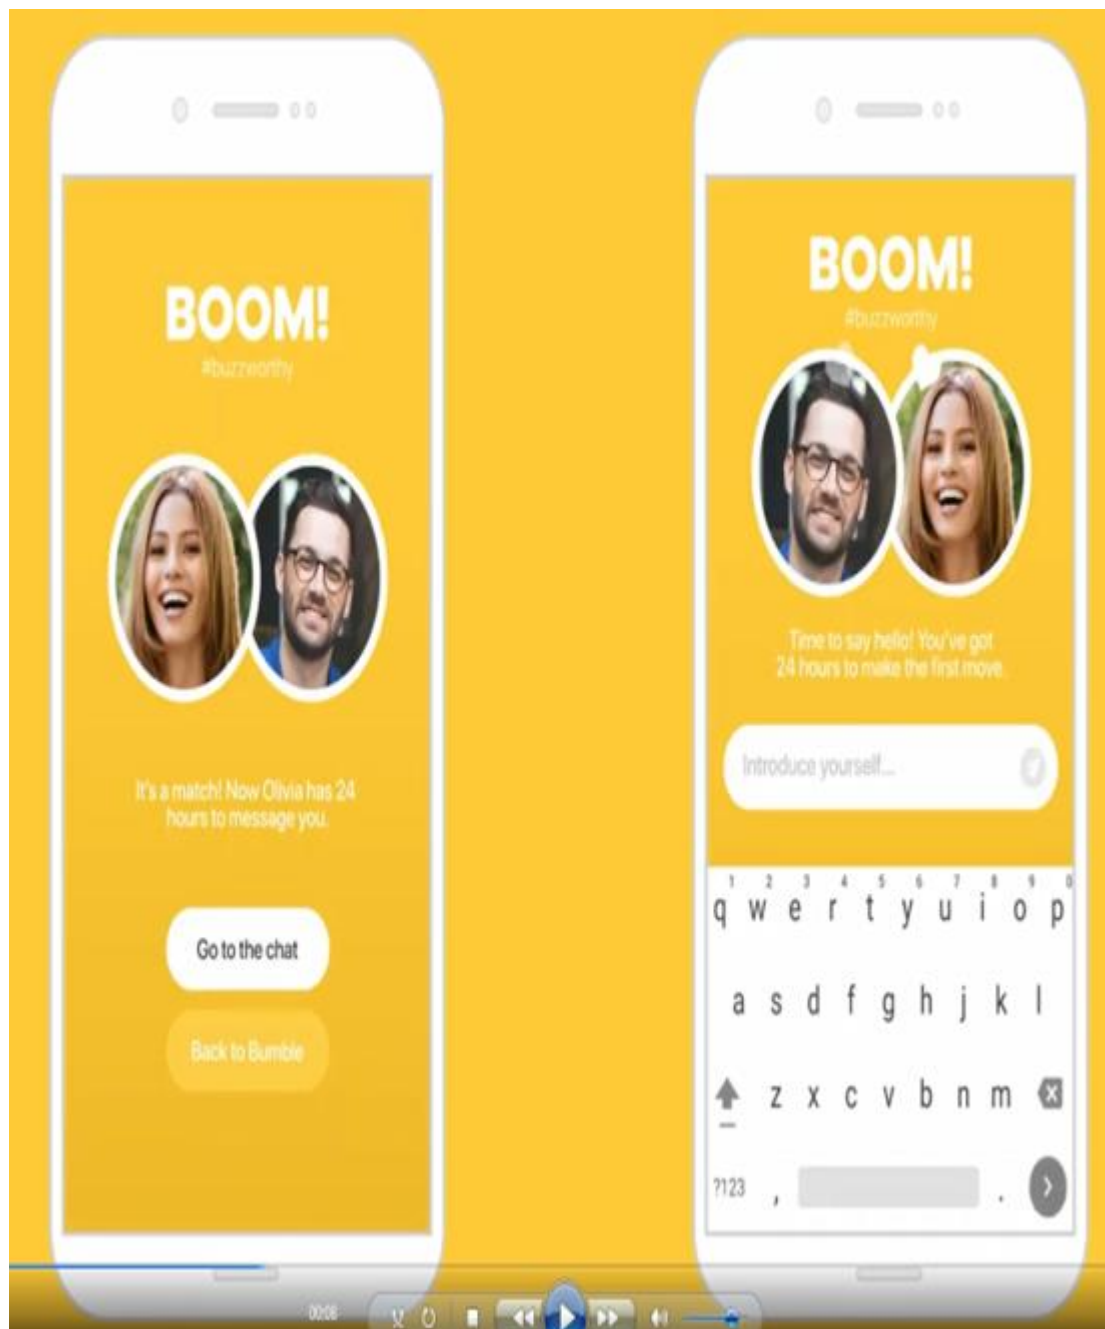 BOOM!
#buzzworthy
It's a match! Now Olivia has 24
hours to message you.
Go to the chat
Back to Bumble
BOOM!
#buzzworthy
Time to say hello! You've got
24 hours to make the first move.
Introduce yourself...
1 2 3 4 5 6 7 8 9 0
q w e r t y u i o p
a s d f g h j k l
z x c v b n m
?123 , .
00:08